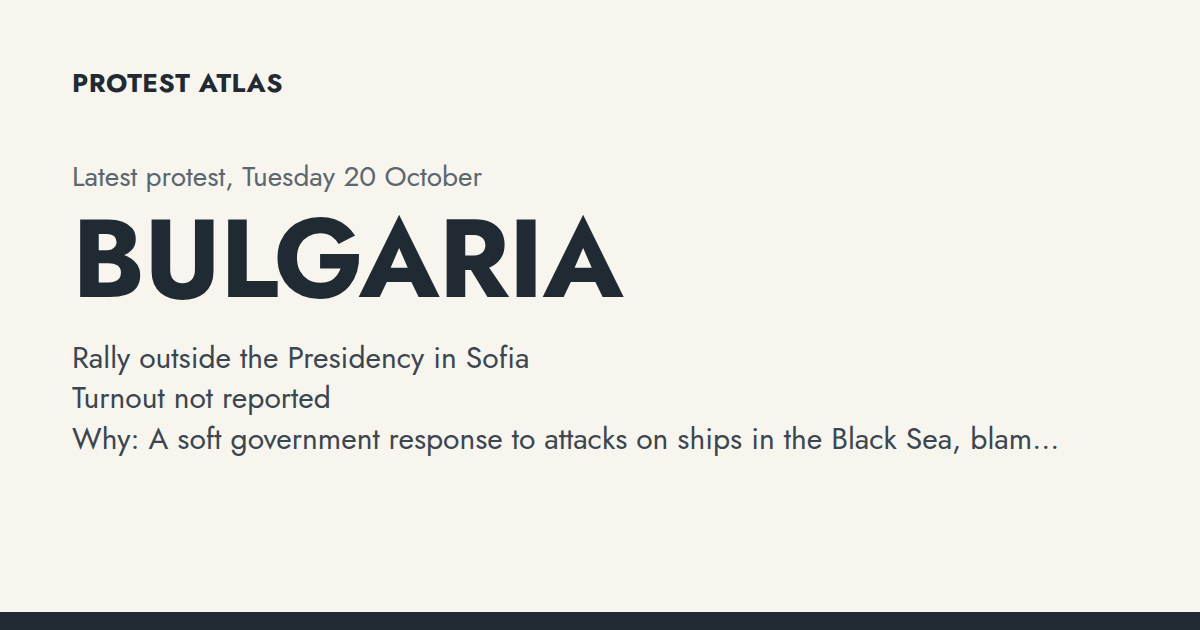 PROTEST ATLAS
Latest protest, Tuesday 20 October
BULGARIA
Rally outside the Presidency in Sofia
Turnout not reported
Why: A soft government response to attacks on ships in the Black Sea, blam…